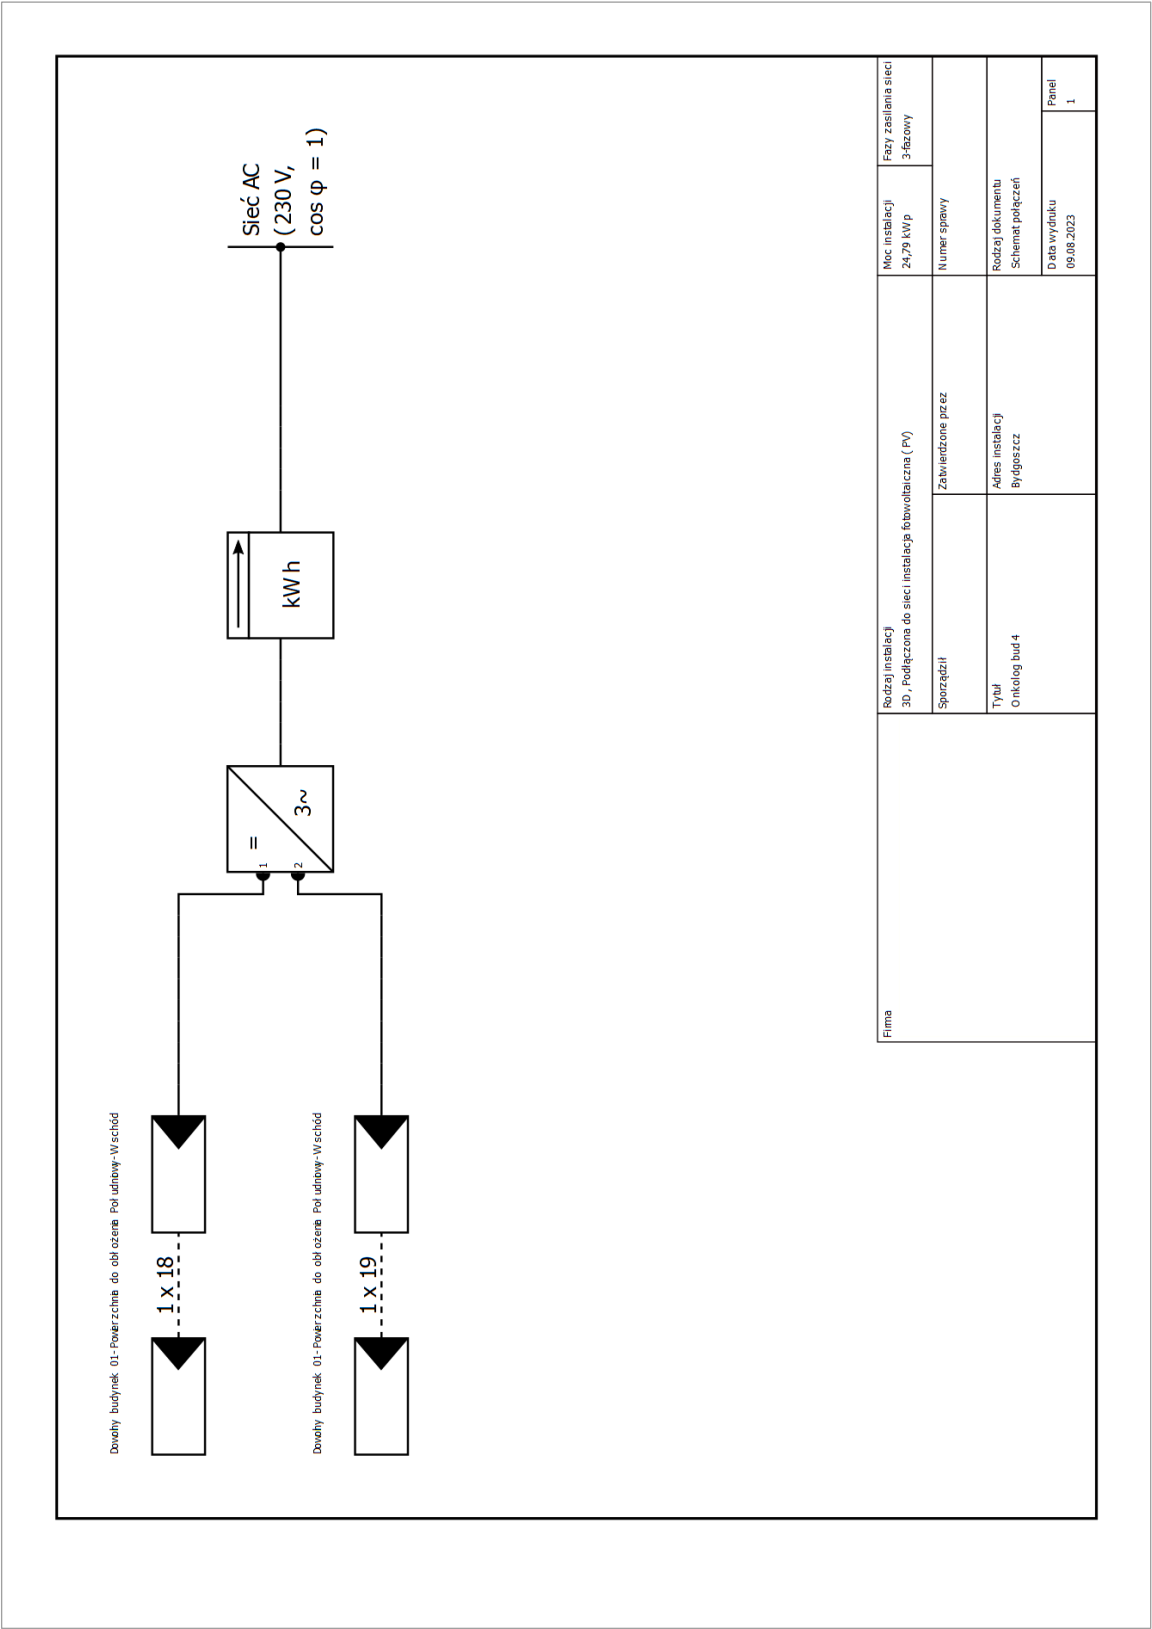 Dowolny budynek 01-Powierzchnia do obłożenia Południowy-Wschód
1 x 18
Dowolny budynek 01-Powierzchnia do obłożenia Południowy-Wschód
1 x 19
1
2
=
3~
kWh
Sieć AC
(230 V,
cos φ = 1)
Firma
Rodzaj instalacji
3D, Podłączona do sieci instalacja fotowoltaiczna (PV)
Moc instalacji
24,79 kWp
Fazy zasilania sieci
3-fazowy
Sporządził
Zatwierdzone przez
Numer sprawy
Tytuł
Onkolog bud 4
Adres instalacji
Bydgoszcz
Rodzaj dokumentu
Schemat połączeń
Data wydruku
09.08.2023
Panel
1